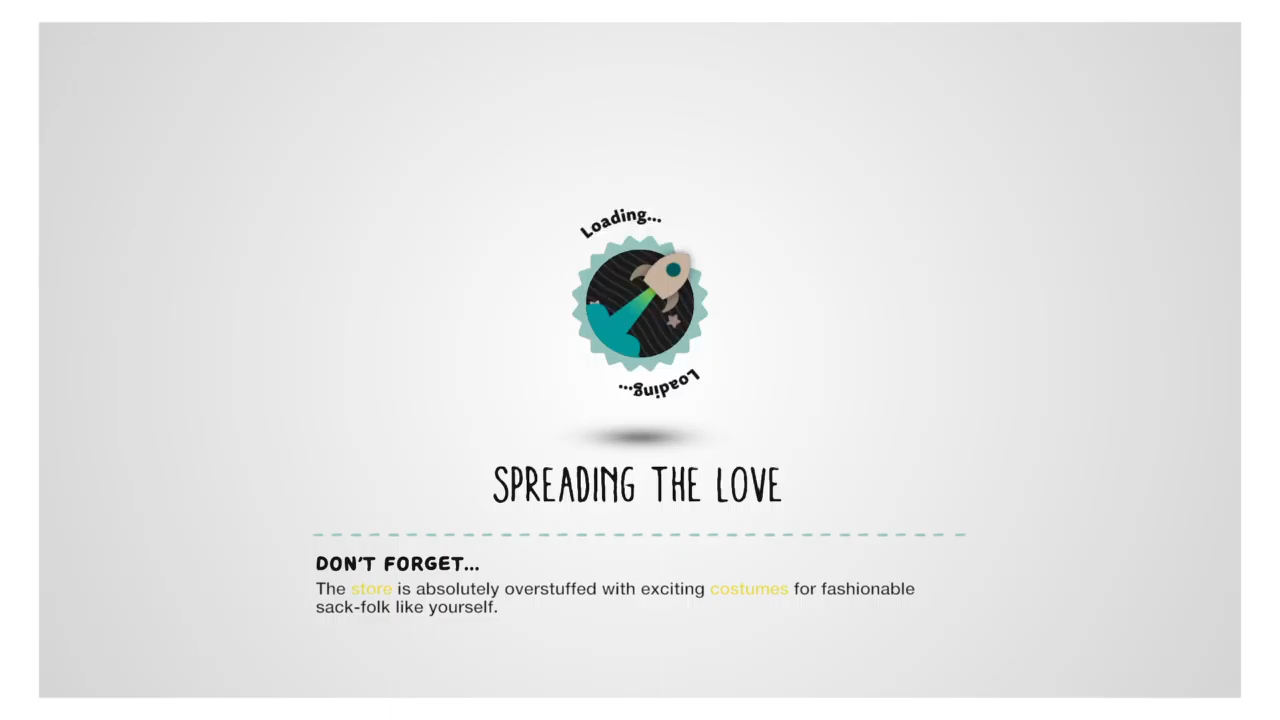 Loading...
Loading...
SPREADING THE LOVE
DON'T FORGET...
The store is absolutely overstuffed with exciting costumes for fashionable
sack-folk like yourself.